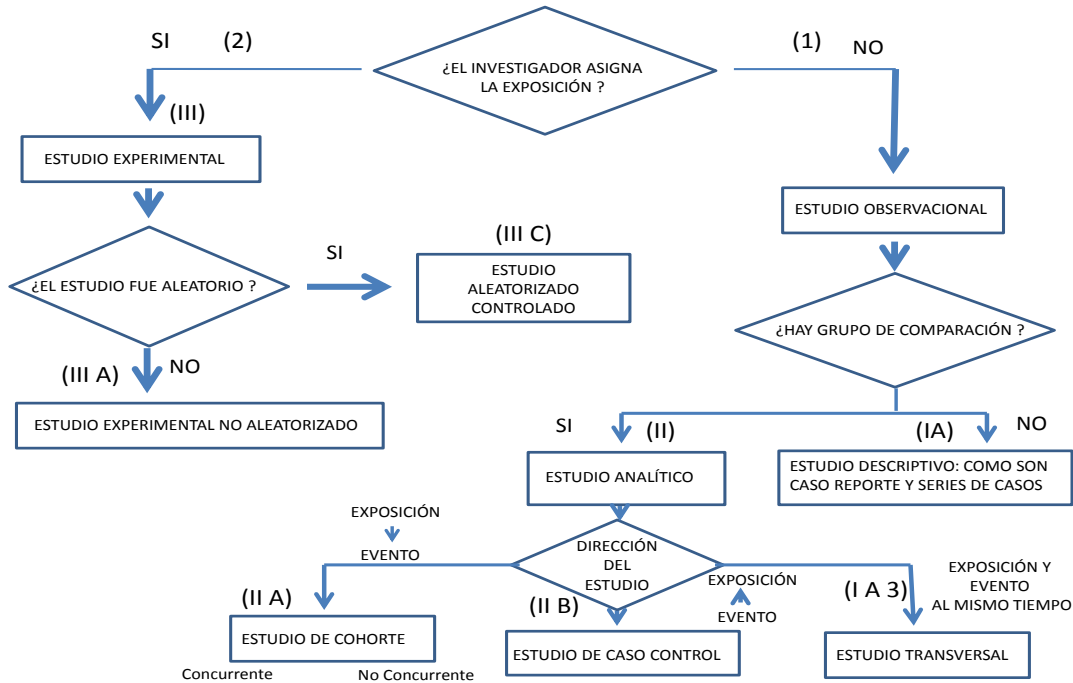 SI
(2)
(1)
NO
¿EL INVESTIGADOR ASIGNA
LA EXPOSICIÓN ?
(III)
ESTUDIO EXPERIMENTAL
ESTUDIO OBSERVACIONAL
¿EL ESTUDIO FUE ALEATORIO ?
SI
(III C)
ESTUDIO
ALEATORIZADO
CONTROLADO
¿HAY GRUPO DE COMPARACIÓN ?
(III A)
NO
ESTUDIO EXPERIMENTAL NO ALEATORIZADO
SI
(II)
(IA)
NO
ESTUDIO ANALÍTICO
ESTUDIO DESCRIPTIVO: COMO SON
CASO REPORTE Y SERIES DE CASOS
EXPOSICIÓN
EVENTO
DIRECCIÓN
DEL
ESTUDIO
EXPOSICIÓN
EVENTO
EXPOSICIÓN Y
EVENTO
AL MISMO TIEMPO
(II A)
(II B)
(I A 3)
ESTUDIO DE COHORTE
ESTUDIO DE CASO CONTROL
ESTUDIO TRANSVERSAL
Concurrente
No Concurrente